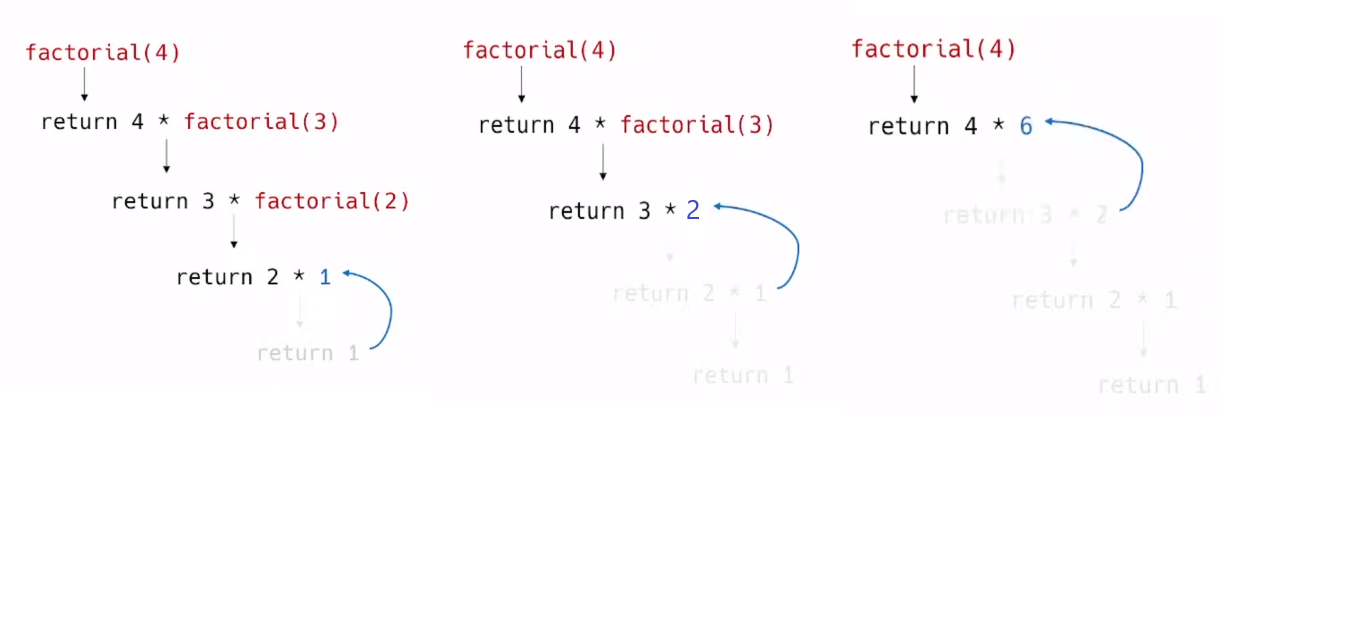 factorial(4)
return 4 * factorial(3)
return 3 * factorial(2)
return 2 * 1
return 1
factorial(4)
return 4 * factorial(3)
return 3 * 2
return 2 * 1
return 1
factorial(4)
return 4 * 6
return 3 * 2
return 2 * 1
return 1